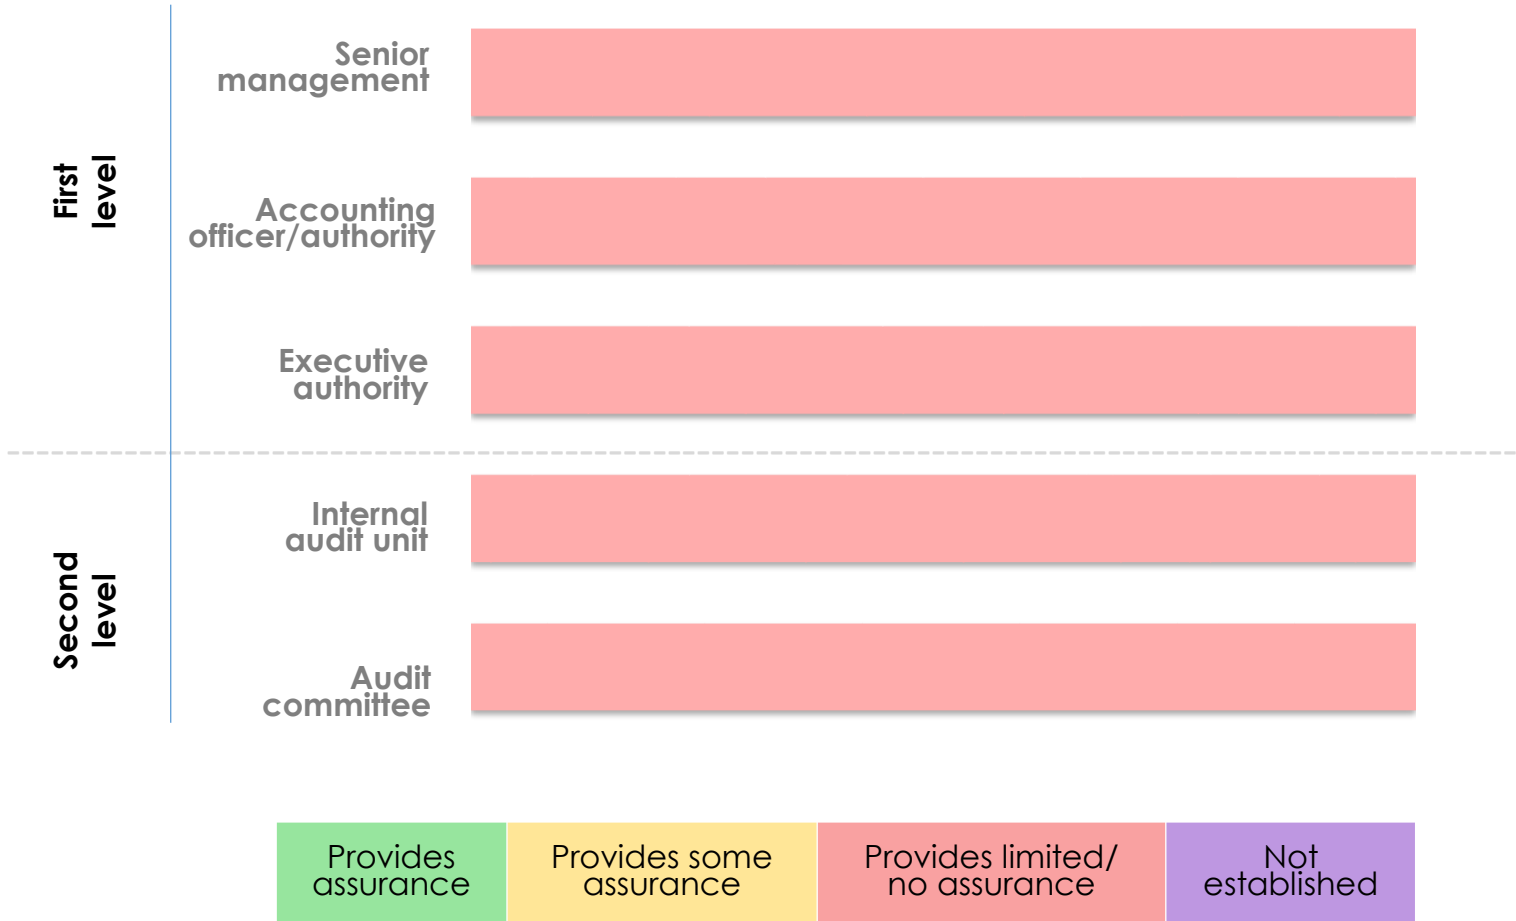 First
level
Senior
management
Accounting
officer/authority
Executive
authority
Second
level
Internal
audit unit
Audit
committee
Provides
assurance
Provides some
assurance
Provides limited/
no assurance
Not
established